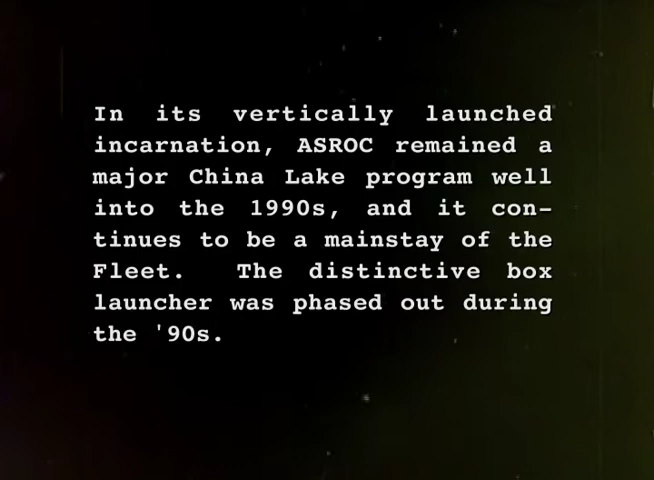 In its vertically launched
incarnation, ASROC remained a
major China Lake program well
into the 1990s, and it con-
tinues to be a mainstay of the
Fleet. The distinctive box
launcher was phased out during
the '90s.